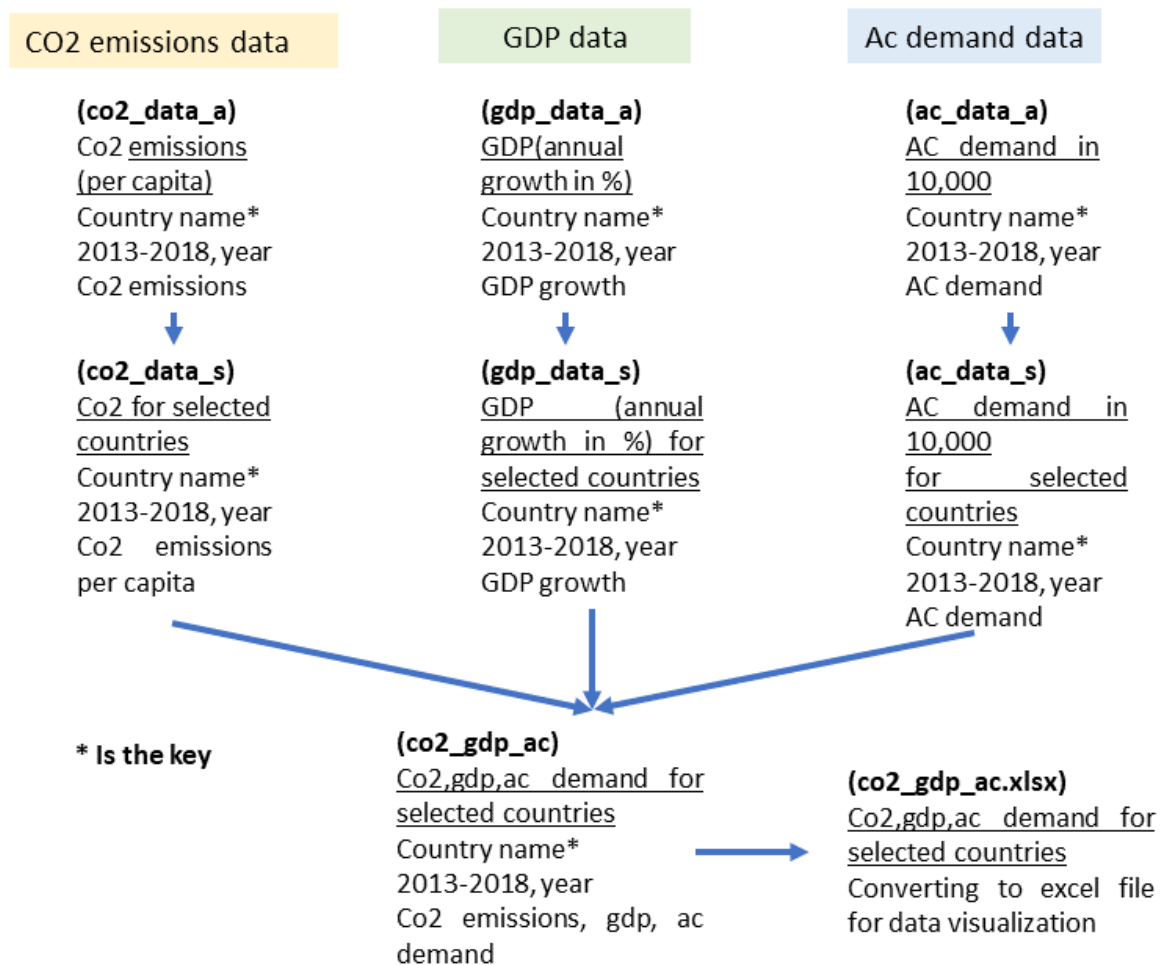 CO2 emissions data
GDP data
Ac demand data
(co2_data_a)
Co2 emissions
(per capita)
Country name*
2013-2018, year
Co2 emissions
(gdp_data_a)
GDP(annual
growth in %)
Country name*
2013-2018, year
GDP growth
(ac_data_a)
AC demand in
10,000
Country name*
2013-2018, year
AC demand
(co2_data_s)
Co2 for selected
countries
Country name*
2013-2018, year
Co2 emissions
per capita
(gdp_data_s)
GDP (annual
growth in %) for
selected countries
Country name*
2013-2018, year
GDP growth
(ac_data_s)
AC demand in
10,000
for selected
countries
Country name*
2013-2018, year
AC demand
* Is the key
(co2_gdp_ac)
Co2,gdp,ac demand for
selected countries
Country name*
2013-2018, year
Co2 emissions, gdp, ac
demand
(co2_gdp_ac.xlsx)
Co2,gdp,ac demand for
selected countries
Converting to excel file
for data visualization